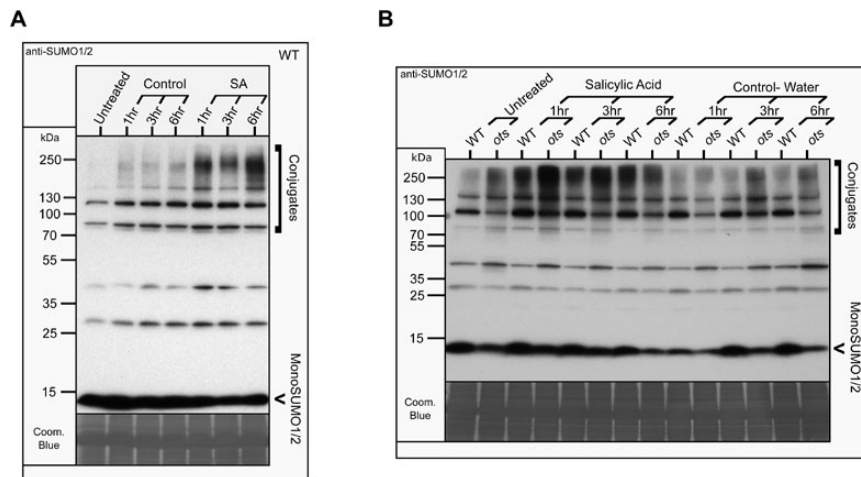 A
anti-SUMO1/2
WT
Control
SA
Untreated
1hr
3hr
6hr
1hr
3hr
6hr
kDa
250
130
100
70
55
35
25
15
Conjugates
MonoSUMO1/2
<
Coom.
Blue
B
anti-SUMO1/2
Untreated
Salicylic Acid
Control- Water
1hr
3hr
6hr
1hr
3hr
6hr
WT
ots
WT
ots
WT
ots
WT
ots
WT
ots
WT
ots
WT
ots
kDa
250
130
100
70
55
35
25
15
Conjugates
MonoSUMO1/2
<
Coom.
Blue